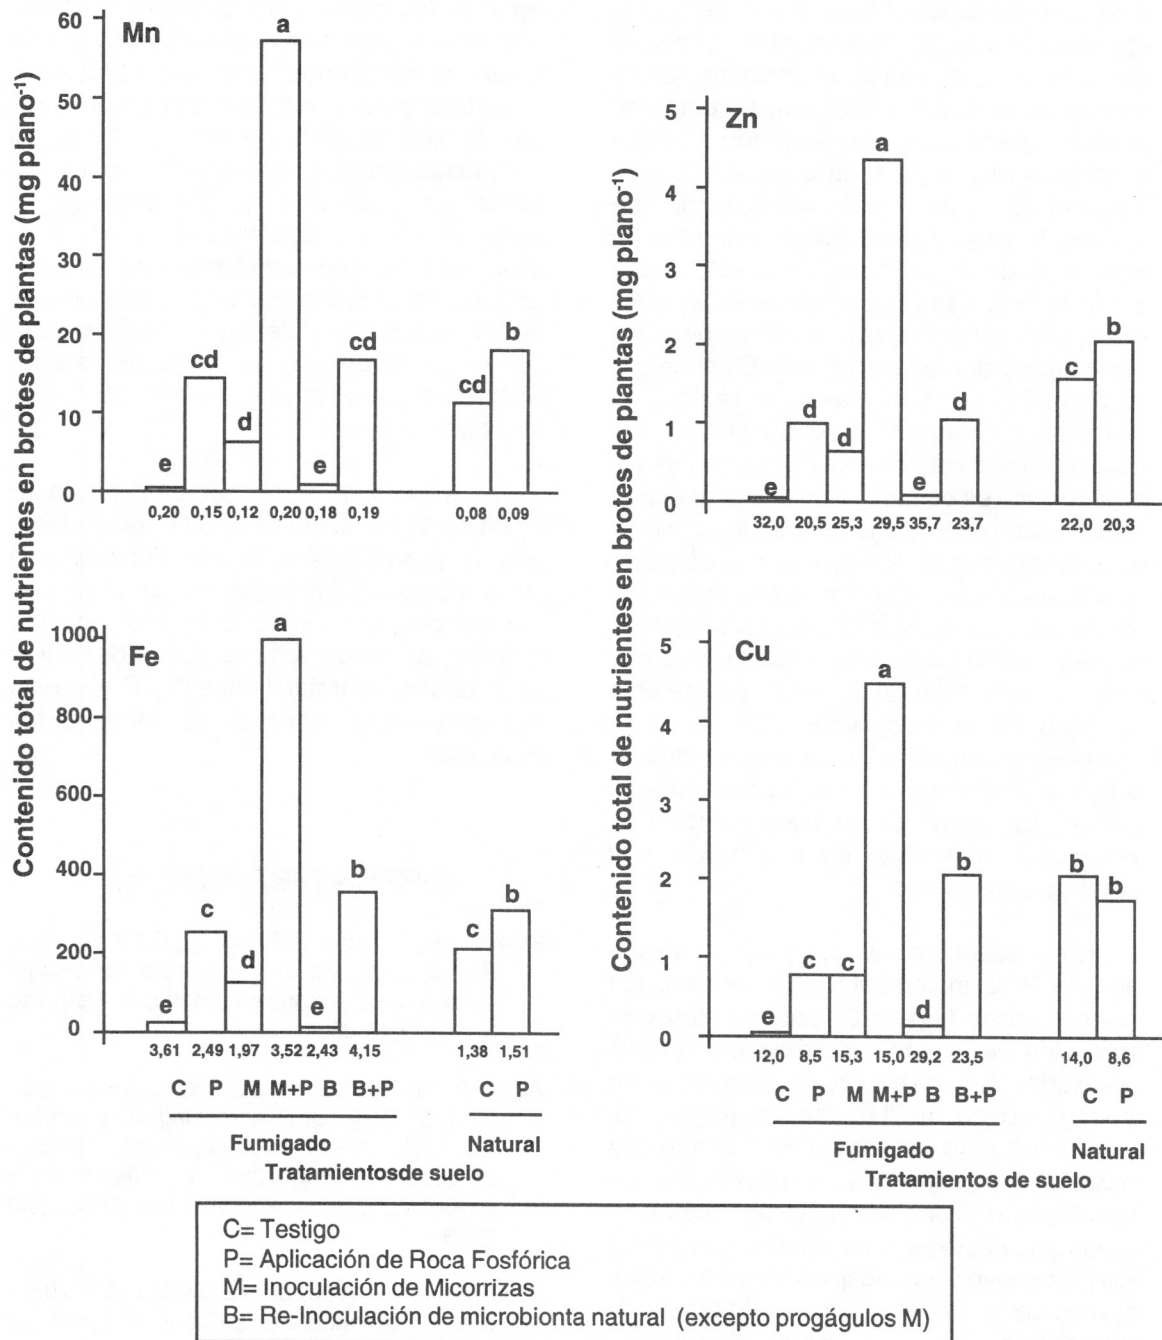 Contenido total de nutrientes en brotes de plantas (mg plano⁻¹)
Mn
60
50
40
30
20
10
0
e cd d a e cd cd b
0,20 0,15 0,12 0,20 0,18 0,19 0,08 0,09
Fe
1000
800
600
400
200
0
e c d a e b c b
3,61 2,49 1,97 3,52 2,43 4,15 1,38 1,51
C P M M+P B B+P C P
Fumigado Natural
Tratamientosde suelo
Contenido total de nutrientes en brotes de plantas (mg plano⁻¹)
Zn
5
4
3
2
1
0
e d d a e d c b
32,0 20,5 25,3 29,5 35,7 23,7 22,0 20,3
Cu
5
4
3
2
1
0
e c c a d b b b
12,0 8,5 15,3 15,0 29,2 23,5 14,0 8,6
C P M M+P B B+P C P
Fumigado Natural
Tratamientos de suelo
C= Testigo
P= Aplicación de Roca Fosfórica
M= Inoculación de Micorrizas
B= Re-Inoculación de microbionta natural (excepto progágulos M)